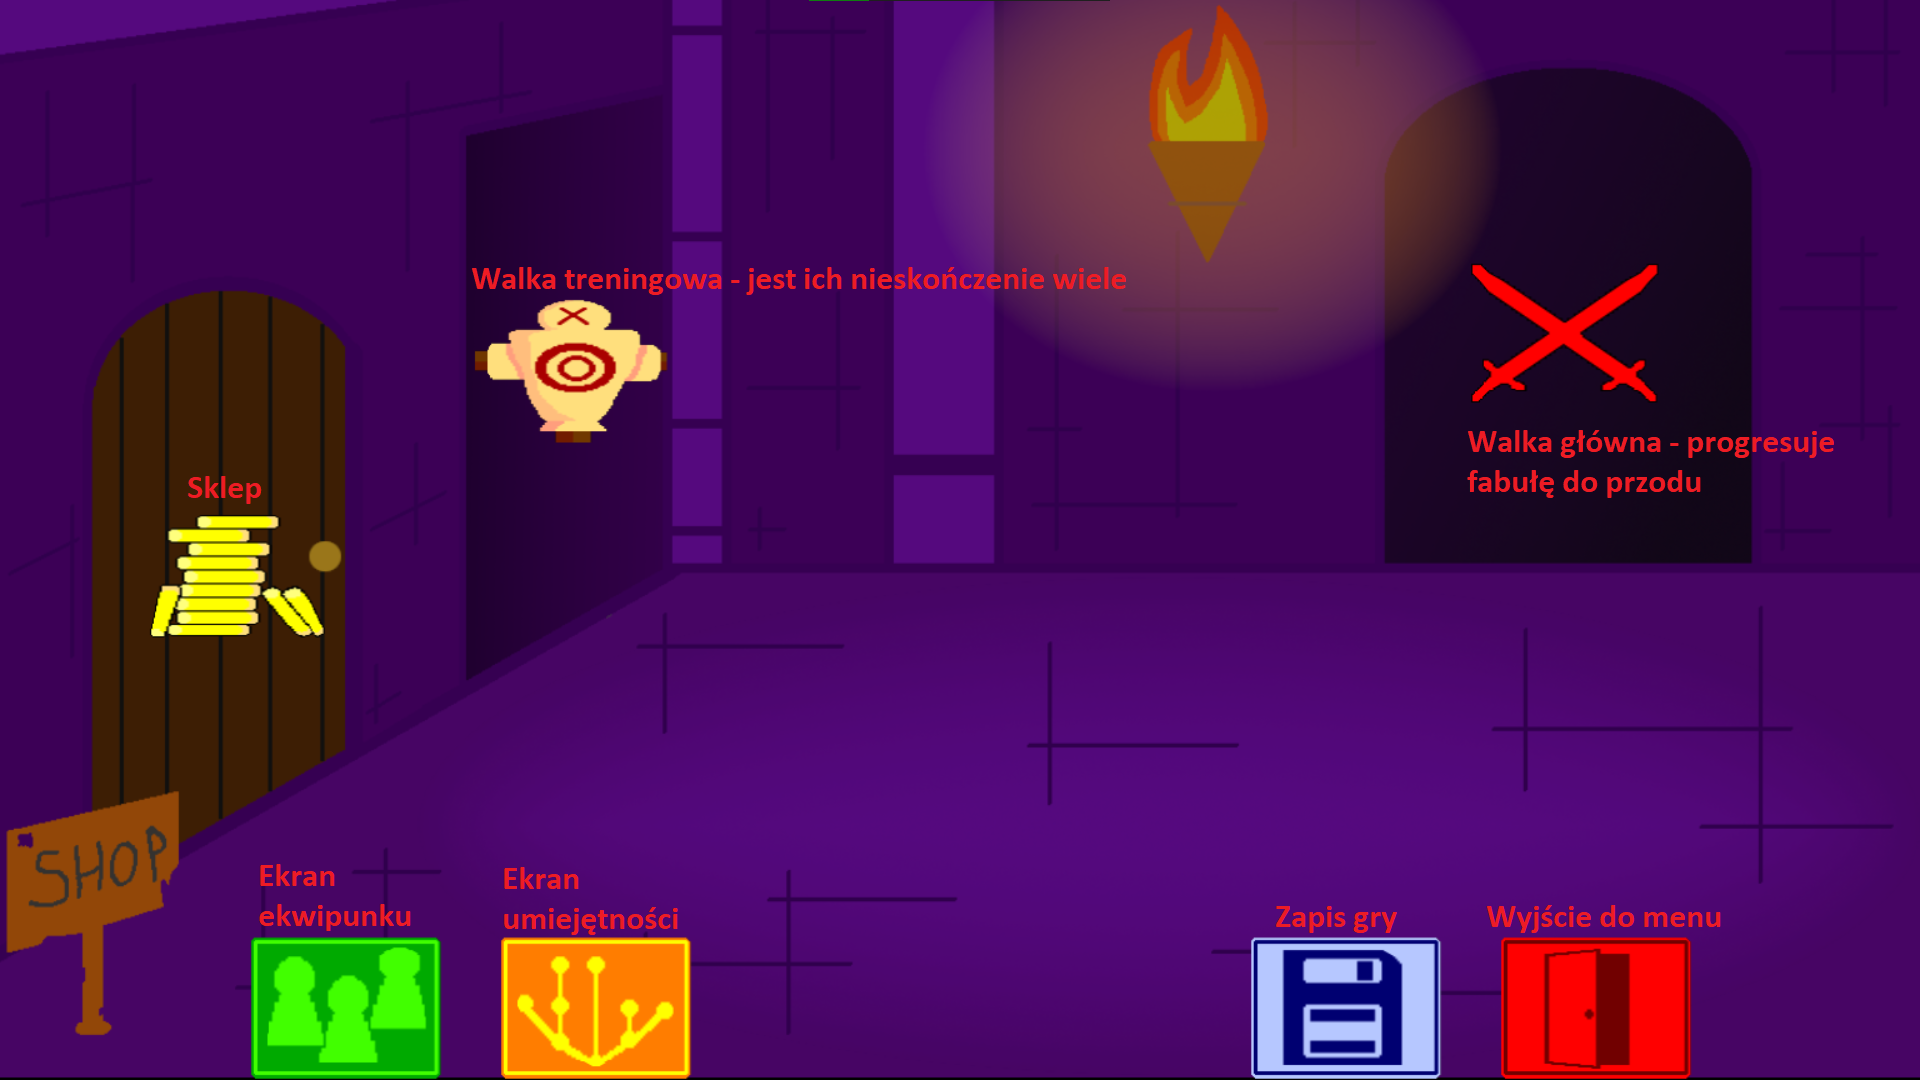 Walka treningowa - jest ich nieskończenie wiele
Walka główna - progresuje
fabułę do przodu
Sklep
SHOP
Ekran
ekwipunku
Ekran
umiejętności
Zapis gry
Wyjście do menu